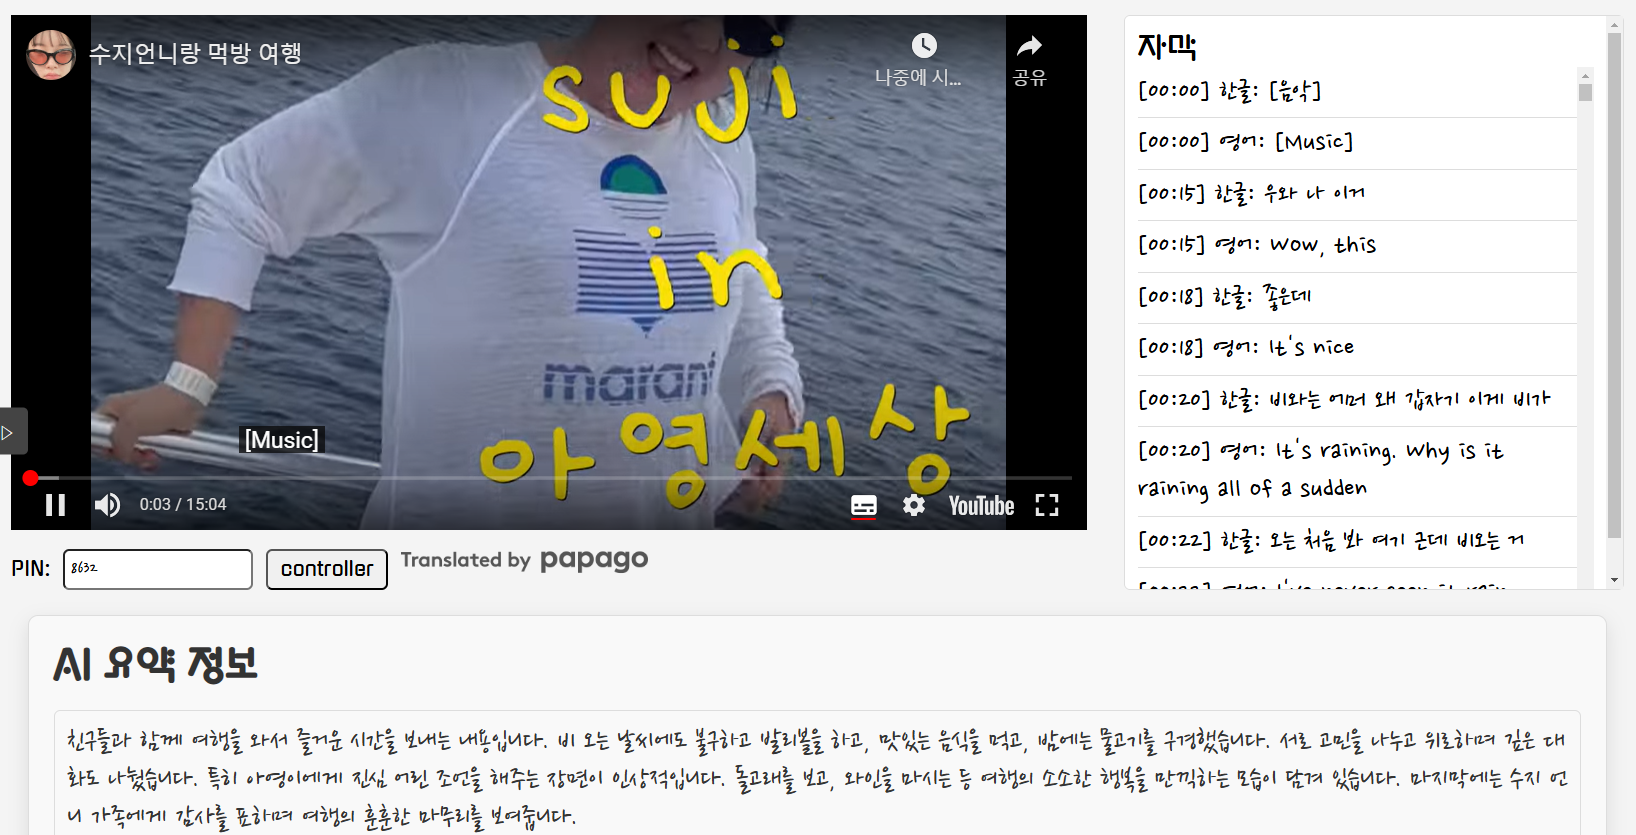 수지언니랑 먹방 여행
나중에 시...
공유
suji
in
marant
아영세상
[Music]
0:03 / 15:04
YouTube
PIN:
8632
controller
Translated by papago
자막
[00:00] 한글: [음악]
[00:00] 영어: [Music]
[00:15] 한글: 우와 나 이거
[00:15] 영어: Wow, this
[00:18] 한글: 좋은데
[00:18] 영어: It's nice
[00:20] 한글: 비와는 에머 왜 갑자기 이게 비가
[00:20] 영어: It's raining. Why is it
raining all of a sudden
[00:22] 한글: 오는 처음 봐 여기 근데 비오는 거
[00:22] 영어: I've never seen it rain
AI 요약 정보
친구들과 함께 여행을 와서 즐거운 시간을 보내는 내용입니다. 비 오는 날씨에도 불구하고 발리볼을 하고, 맛있는 음식을 먹고, 밤에는 물고기를 구경했습니다. 서로 고민을 나누고 위로하며 깊은 대
화도 나눴습니다. 특히 아영이에게 진심 어린 조언을 해주는 장면이 인상적입니다. 돌고래를 보고, 와인을 마시는 등 여행의 소소한 행복을 만끽하는 모습이 담겨 있습니다. 마지막에는 수지 언
니 가족에게 감사를 표하며 여행의 훈훈한 마무리를 보여줍니다.